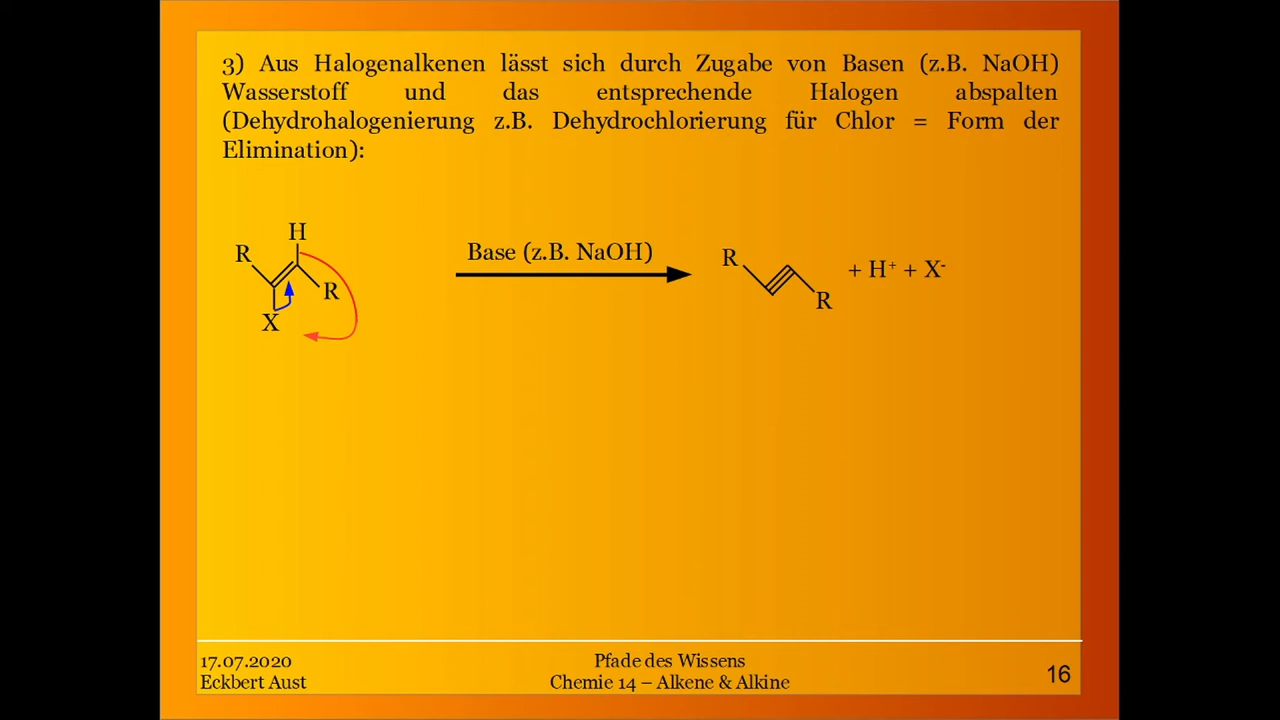 3) Aus Halogenalkenen lässt sich durch Zugabe von Basen (z.B. NaOH)
Wasserstoff und das entsprechende Halogen abspalten
(Dehydrohalogenierung z.B. Dehydrochlorierung für Chlor = Form der
Elimination):
H
R
R
X
Base (z.B. NaOH)
R
R
+ H⁺ + X⁻
17.07.2020
Eckbert Aust
Pfade des Wissens
Chemie 14 – Alkene & Alkine
16